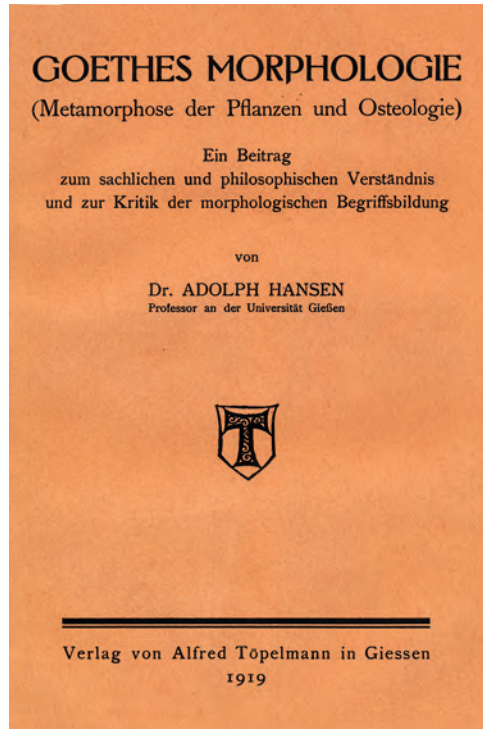 GOETHES MORPHOLOGIE
(Metamorphose der Pflanzen und Osteologie)
Ein Beitrag
zum sachlichen und philosophischen Verständnis
und zur Kritik der morphologischen Begriffsbildung
von
Dr. ADOLPH HANSEN
Professor an der Universität Gießen
T
Verlag von Alfred Töpelmann in Giessen
1919